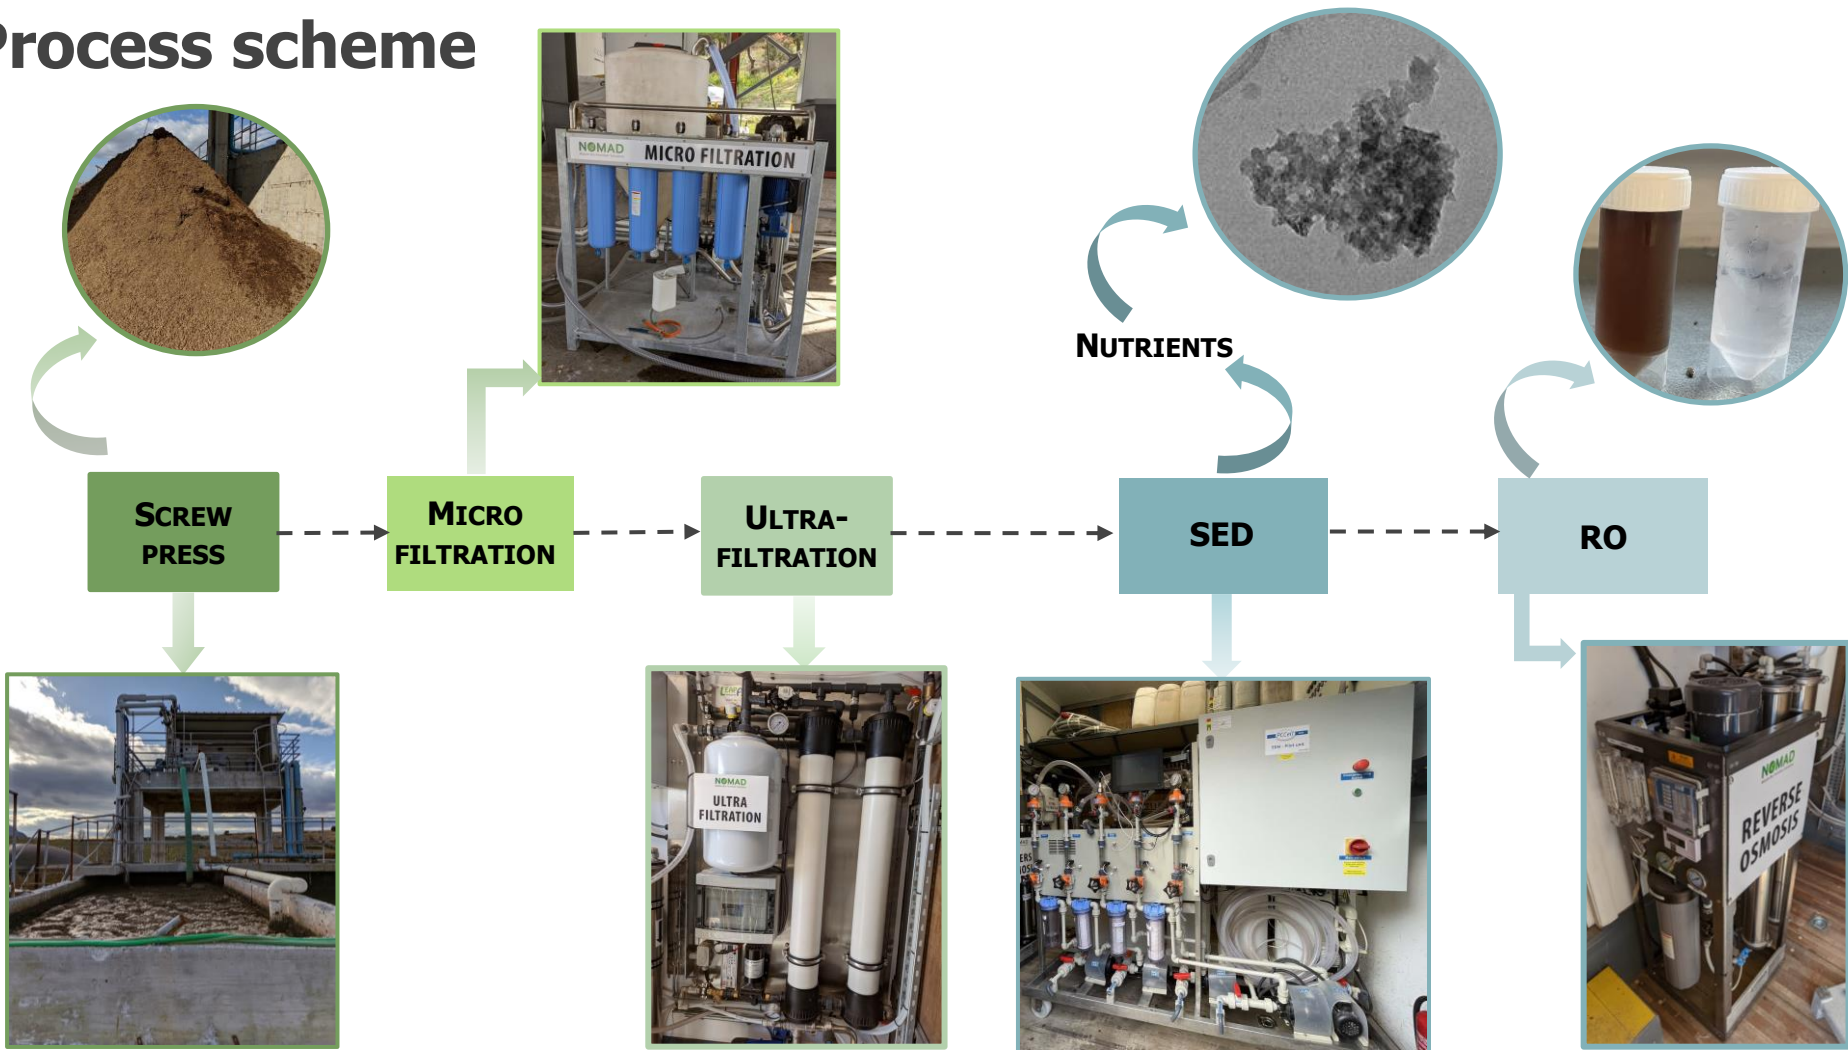 Process scheme
NOMAD
MICRO FILTRATION
NUTRIENTS
SCREW
PRESS
MICRO
FILTRATION
ULTRA-
FILTRATION
SED
RO
NOMAD
ULTRA
FILTRATION
NOMAD
REVERSE
OSMOSIS